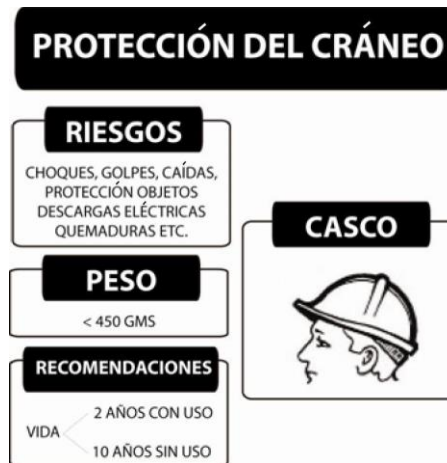 PROTECCIÓN DEL CRÁNEO
RIESGOS
CHOQUES, GOLPES, CAÍDAS,
PROTECCIÓN OBJETOS
DESCARGAS ELÉCTRICAS
QUEMADURAS ETC.
PESO
< 450 GMS
RECOMENDACIONES
VIDA
2 AÑOS CON USO
10 AÑOS SIN USO
CASCO